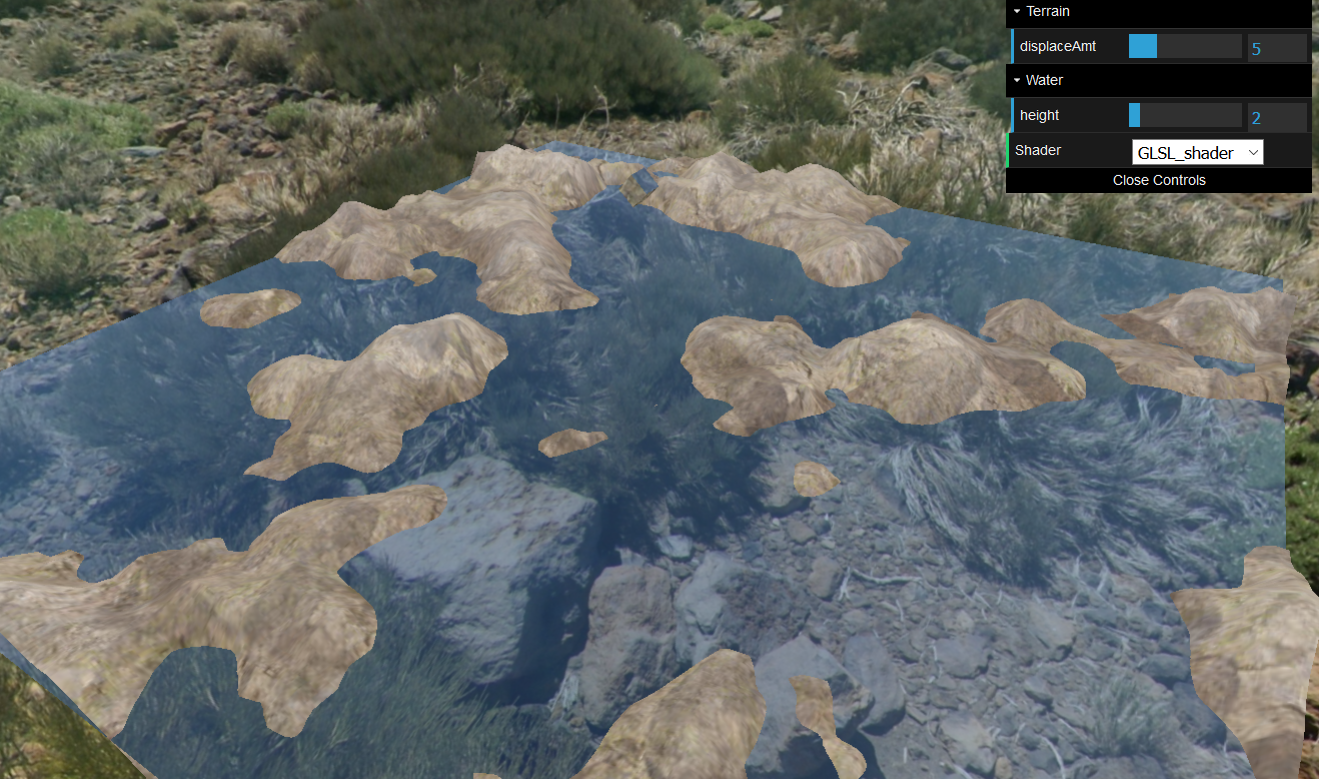 Terrain
displaceAmt 5
Water
height 2
Shader GLSL_shader
Close Controls